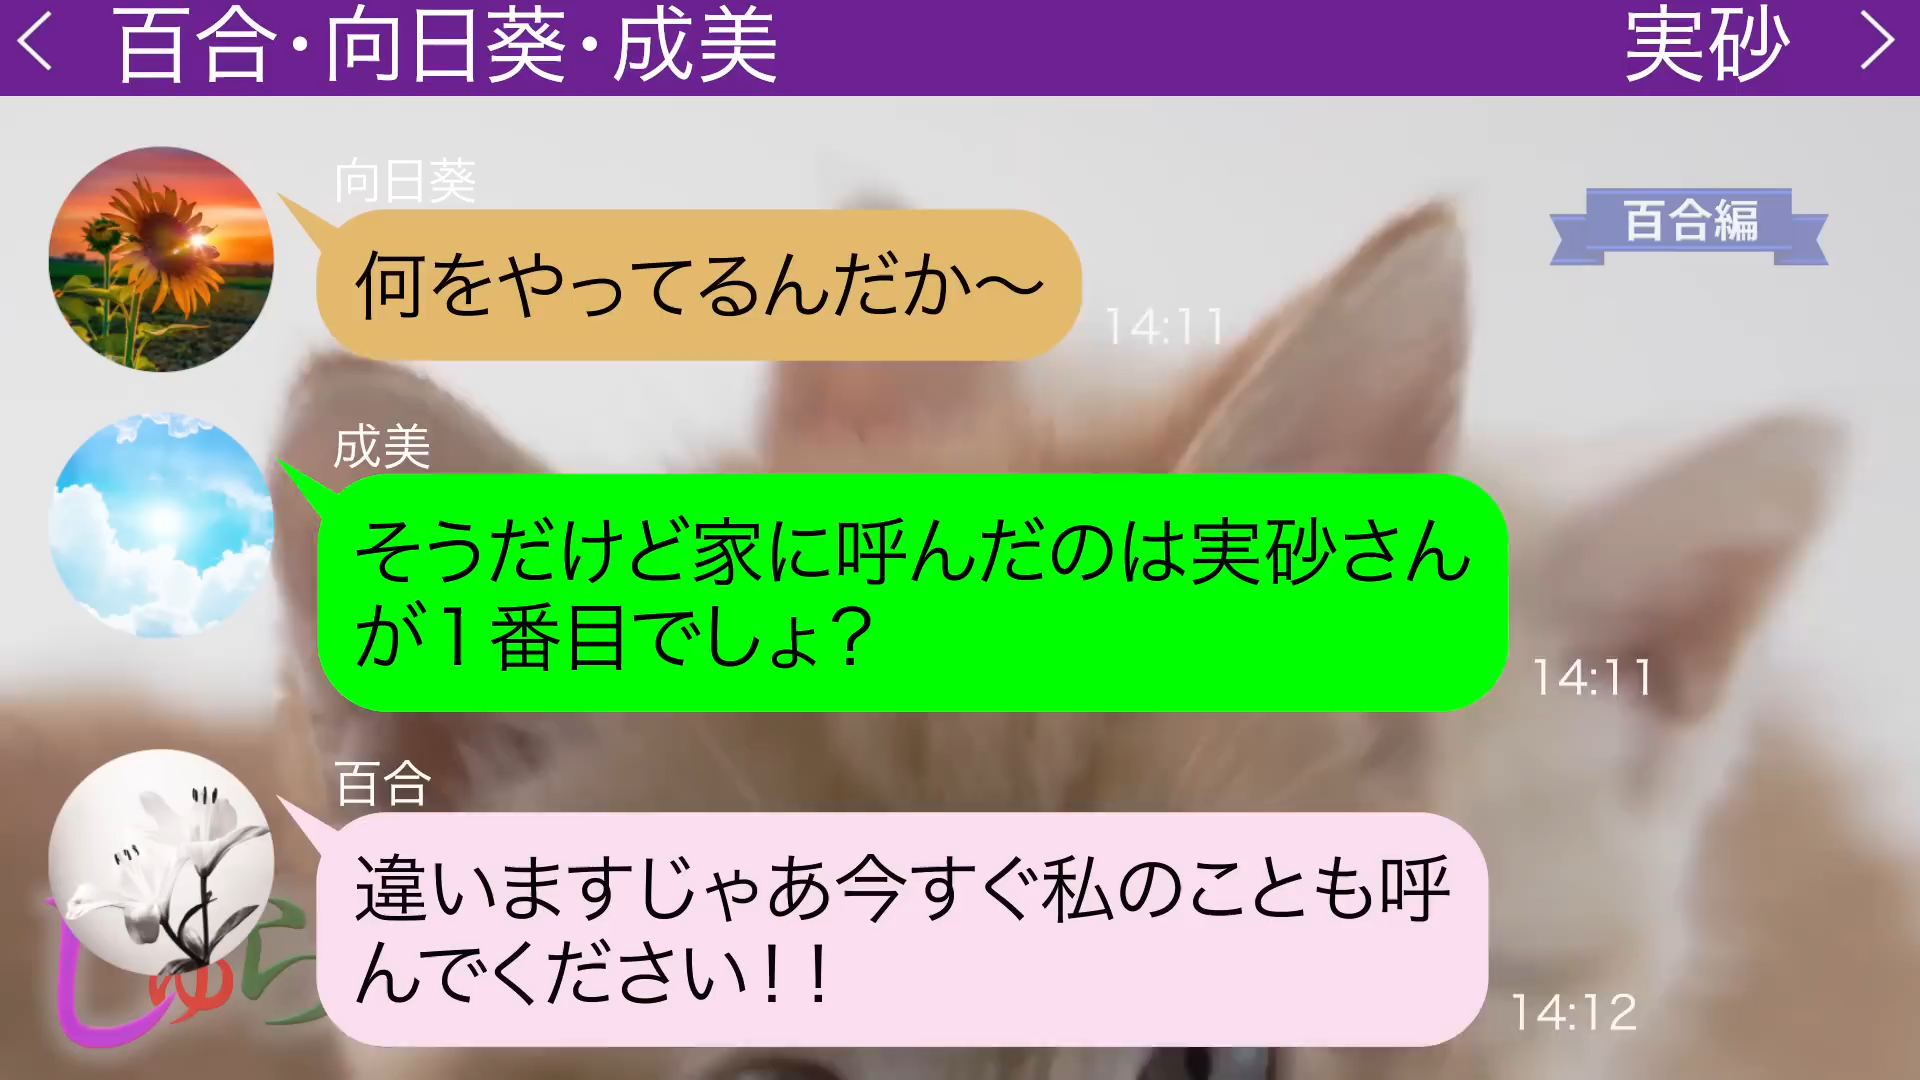 百合・向日葵・成美
実砂
百合編
向日葵
何をやってるんだか〜
14:11
成美
そうだけど家に呼んだのは実砂さん
が１番目でしょ？
14:11
百合
違いますじゃあ今すぐ私のことも呼
んでください！！
14:12
しゅら